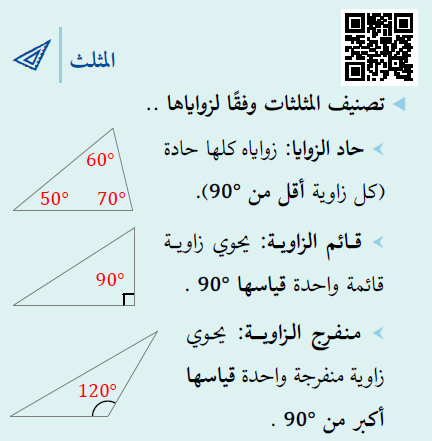 المثلث
تصنيف المثلثات وفقًا لزواياها ..
حاد الزوايا: زواياه كلها حادة
(كل زاوية أقل من 90°).
60°
50°
70°
قائم الزاوية: يحوي زاوية
قائمة واحدة قياسها 90° .
90°
منفرج الزاوية: يحوي
زاوية منفرجة واحدة قياسها
أكبر من 90° .
120°